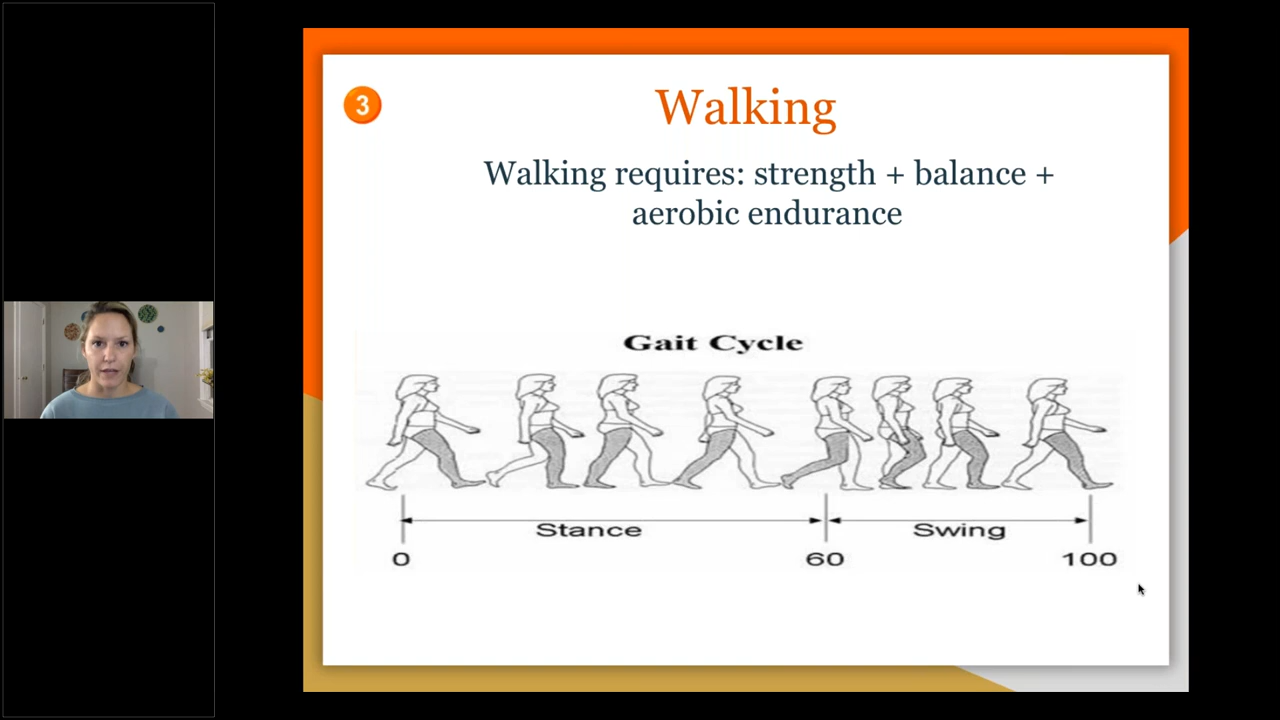 3
Walking
Walking requires: strength + balance +
aerobic endurance
Gait Cycle
Stance
Swing
0
60
100